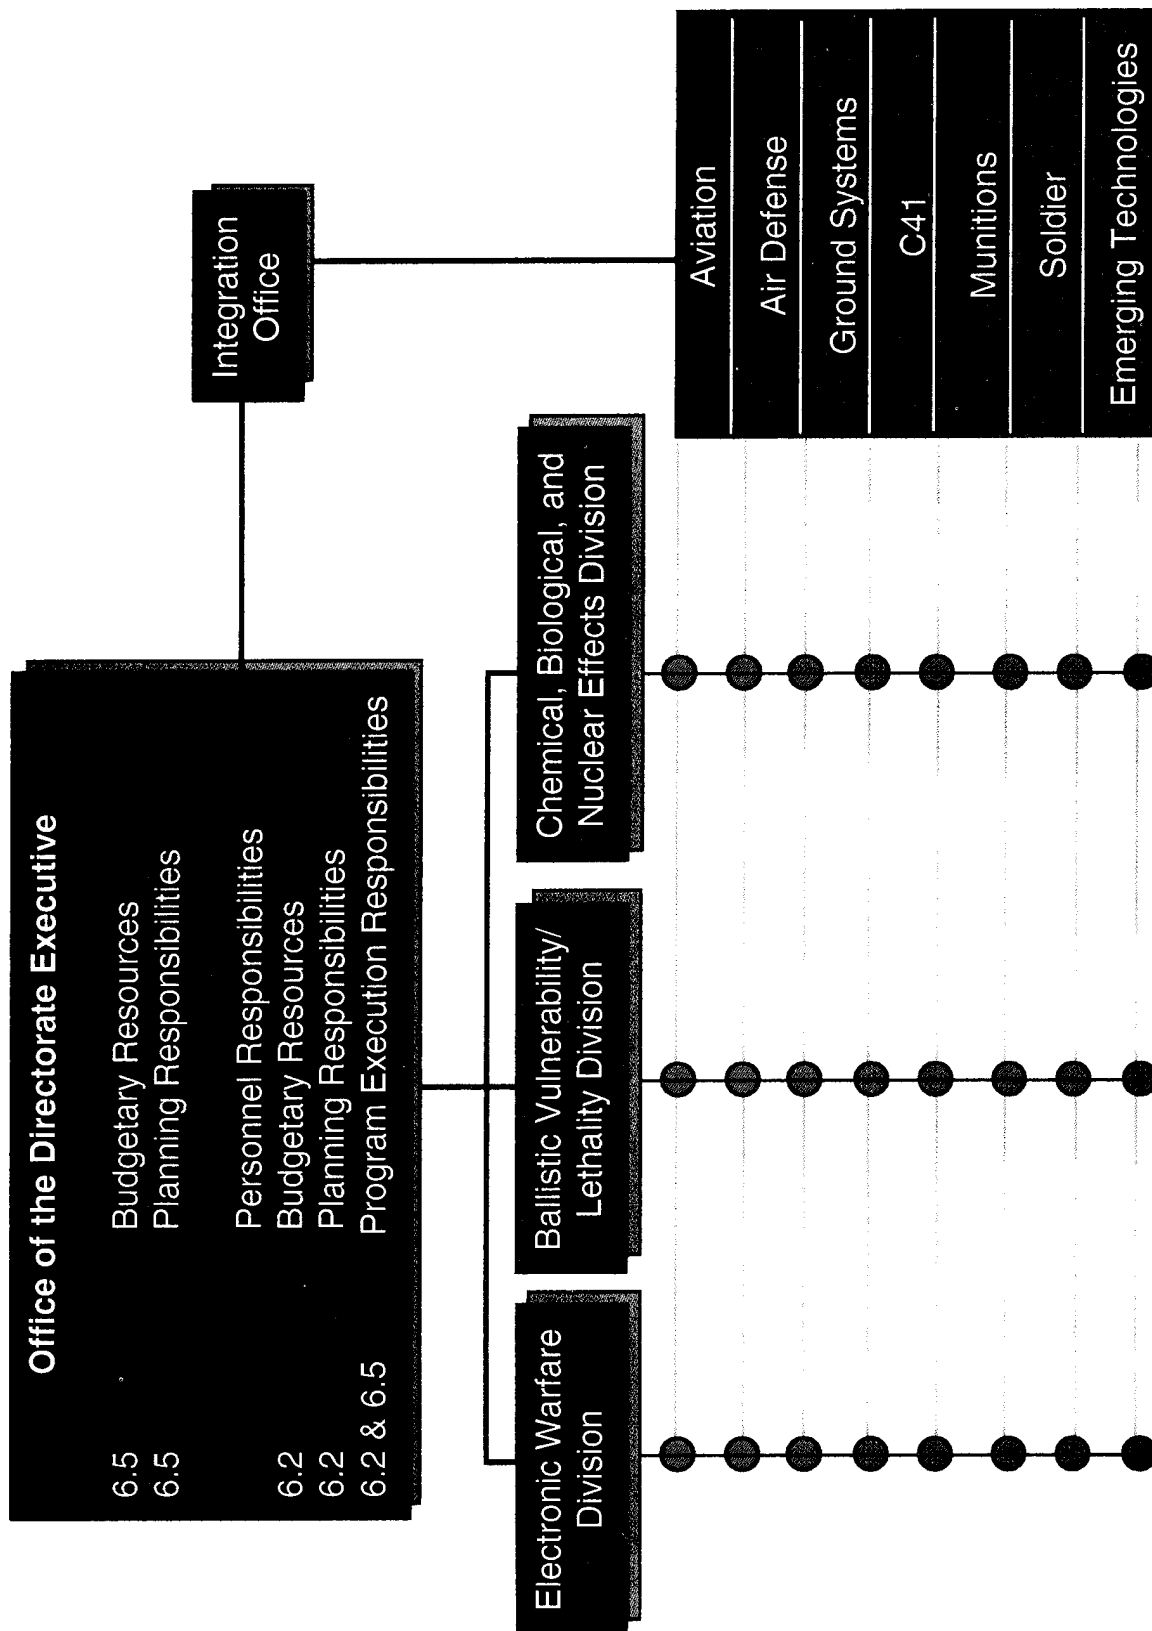 Office of the Directorate Executive
6.5 Budgetary Resources
6.5 Planning Responsibilities
Personnel Responsibilities
6.2 Budgetary Resources
6.2 Planning Responsibilities
6.2 & 6.5 Program Execution Responsibilities
Integration
Office
Electronic Warfare
Division
Ballistic Vulnerability/
Lethality Division
Chemical, Biological, and
Nuclear Effects Division
Aviation
Air Defense
Ground Systems
C41
Munitions
Soldier
Emerging Technologies